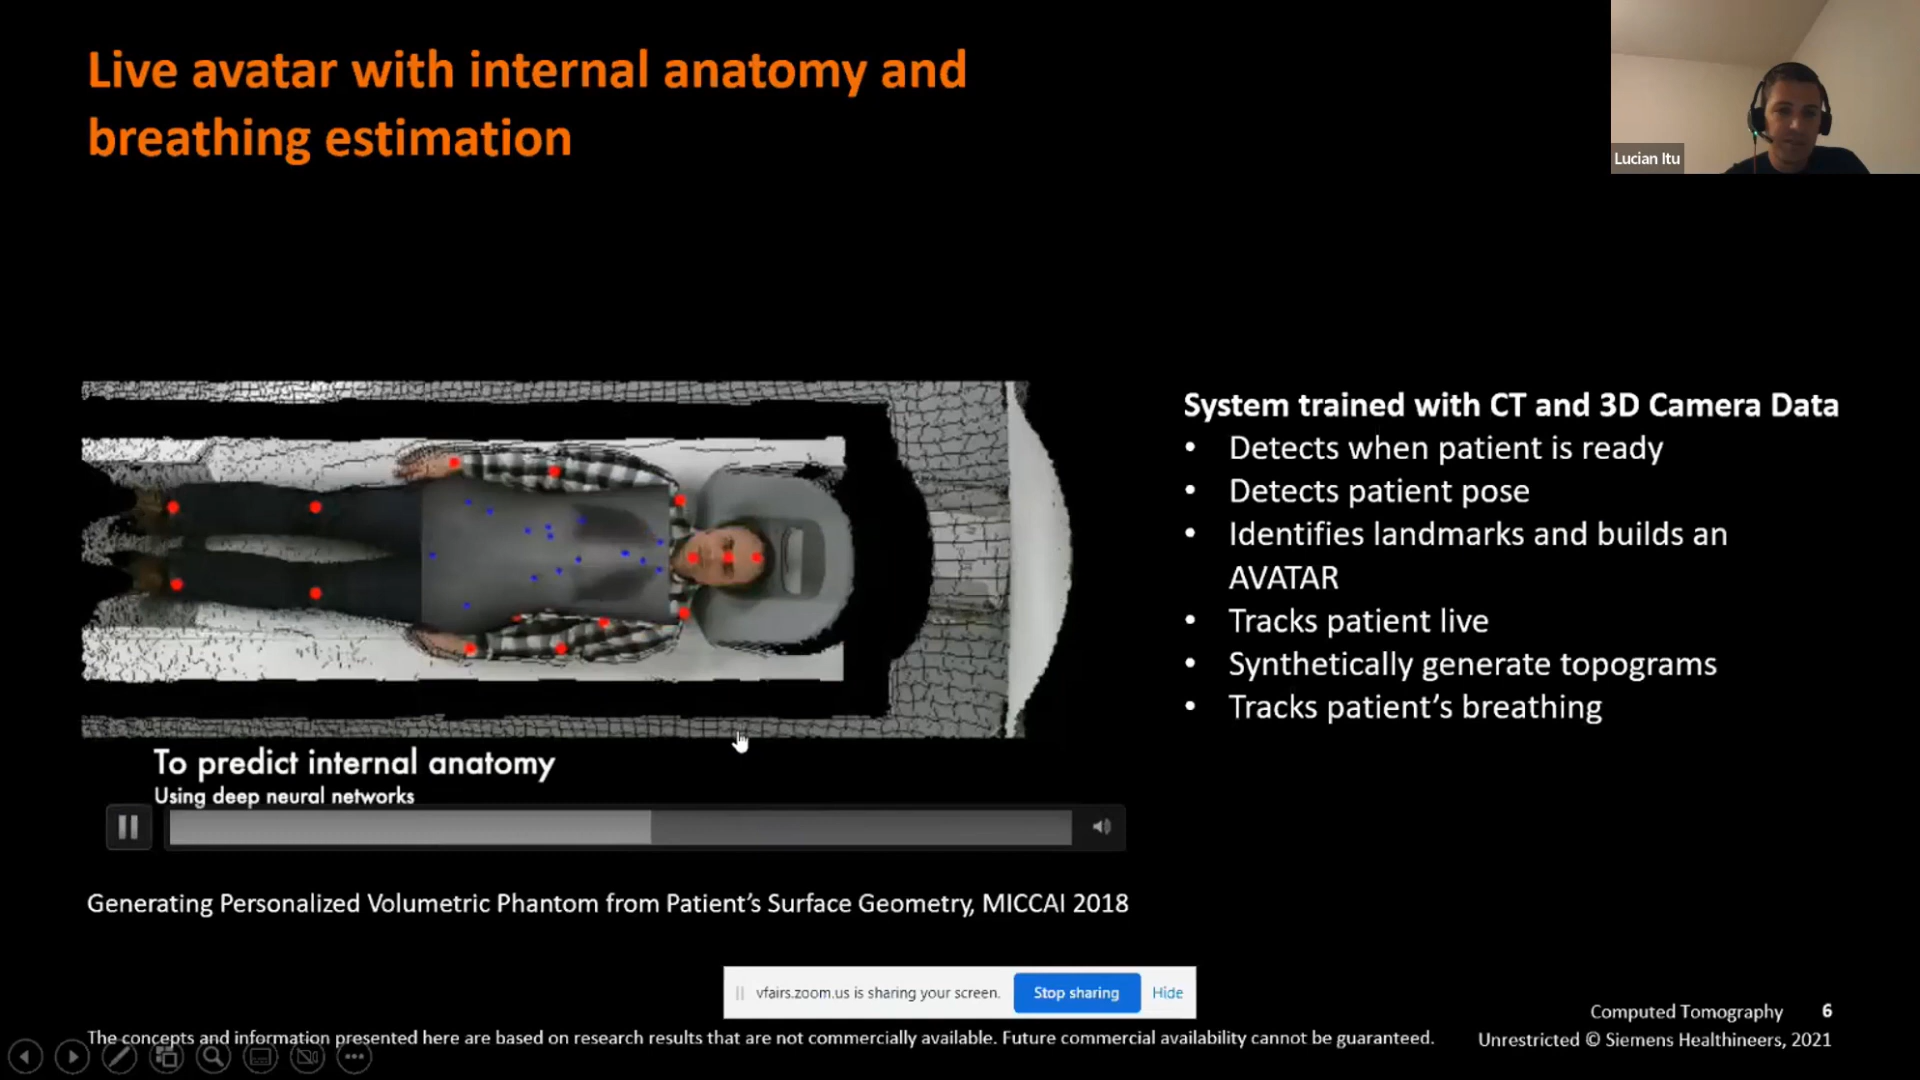 Live avatar with internal anatomy and
breathing estimation
Lucian Itu
System trained with CT and 3D Camera Data
• Detects when patient is ready
• Detects patient pose
• Identifies landmarks and builds an
AVATAR
• Tracks patient live
• Synthetically generate topograms
• Tracks patient's breathing
To predict internal anatomy
Using deep neural networks
Generating Personalized Volumetric Phantom from Patient's Surface Geometry, MICCAI 2018
vfairs.zoom.us is sharing your screen.
Stop sharing
Hide
Computed Tomography 6
The concepts and information presented here are based on research results that are not commercially available. Future commercial availability cannot be guaranteed.
Unrestricted © Siemens Healthineers, 2021